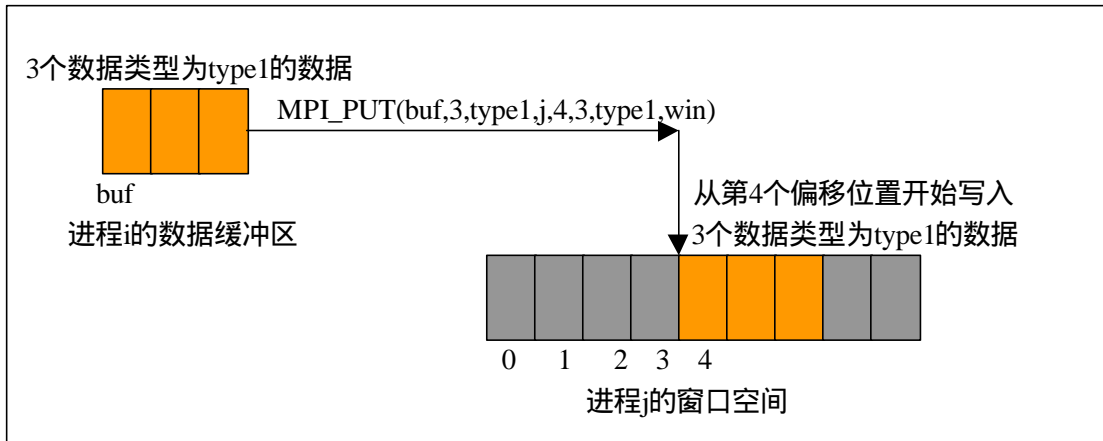 3个数据类型为type1的数据
MPI_PUT(buf,3,type1,j,4,3,type1,win)
buf
进程i的数据缓冲区
从第4个偏移位置开始写入
3个数据类型为type1的数据
0 1 2 3 4
进程j的窗口空间